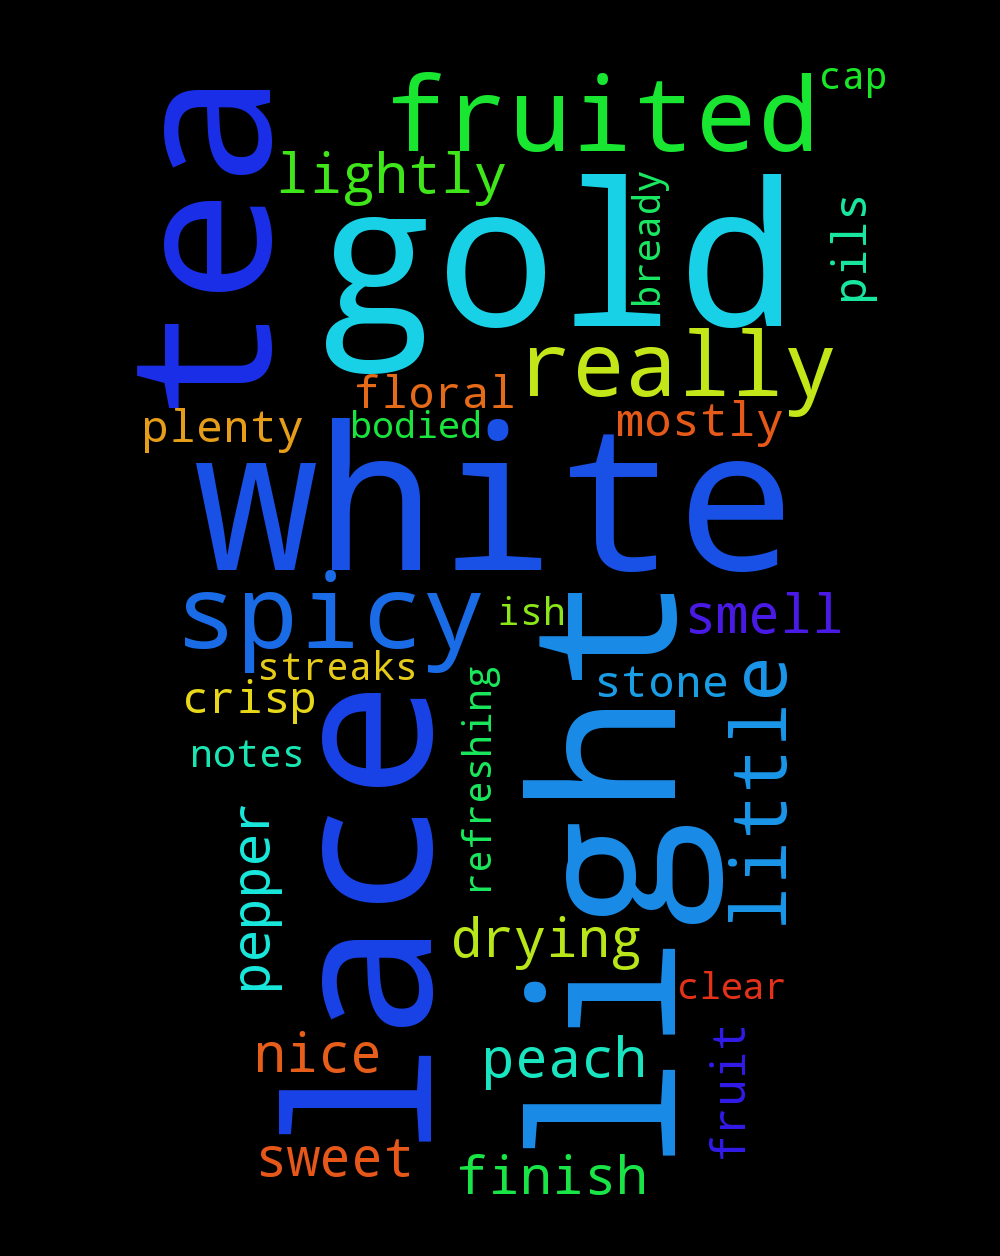 cap
fruited
tea
lightly
gold
bready
pils
really
floral
plenty
bodied
mostly
white
spicy
ish
smell
streaks
stone
crisp
light
little
lace
refreshing
notes
pepper
drying
clear
nice
peach
fruit
sweet
finish